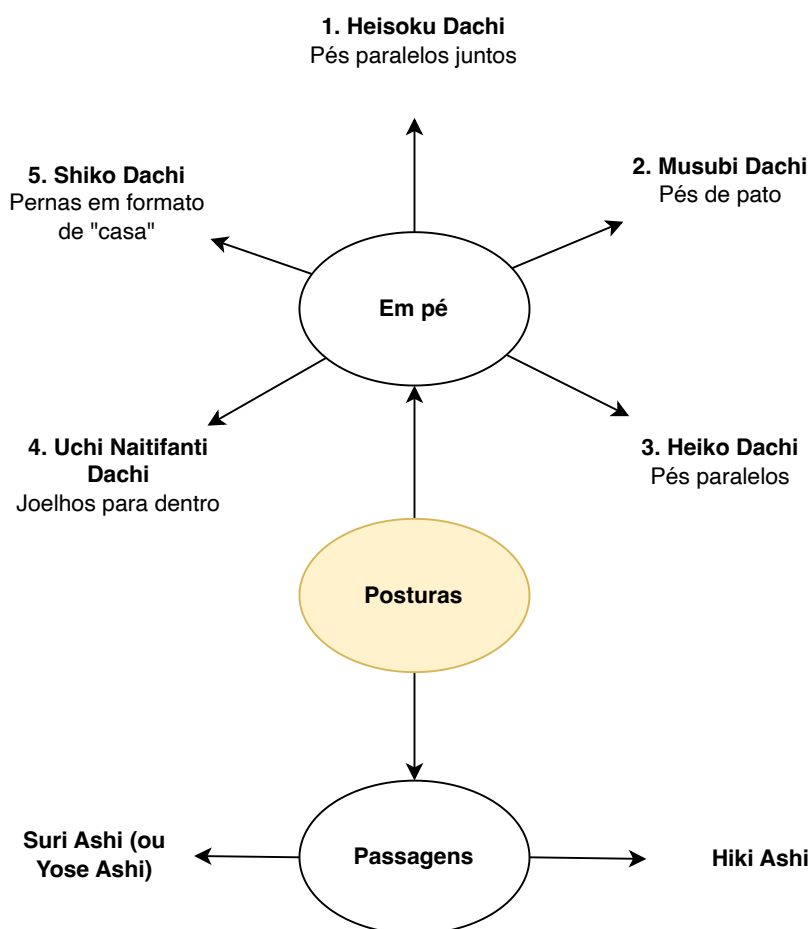 1. Heisoku Dachi
Pés paralelos juntos
2. Musubi Dachi
Pés de pato
5. Shiko Dachi
Pernas em formato
de "casa"
Em pé
3. Heiko Dachi
Pés paralelos
4. Uchi Naitifanti
Dachi
Joelhos para dentro
Posturas
Suri Ashi (ou
Yose Ashi)
Passagens
Hiki Ashi